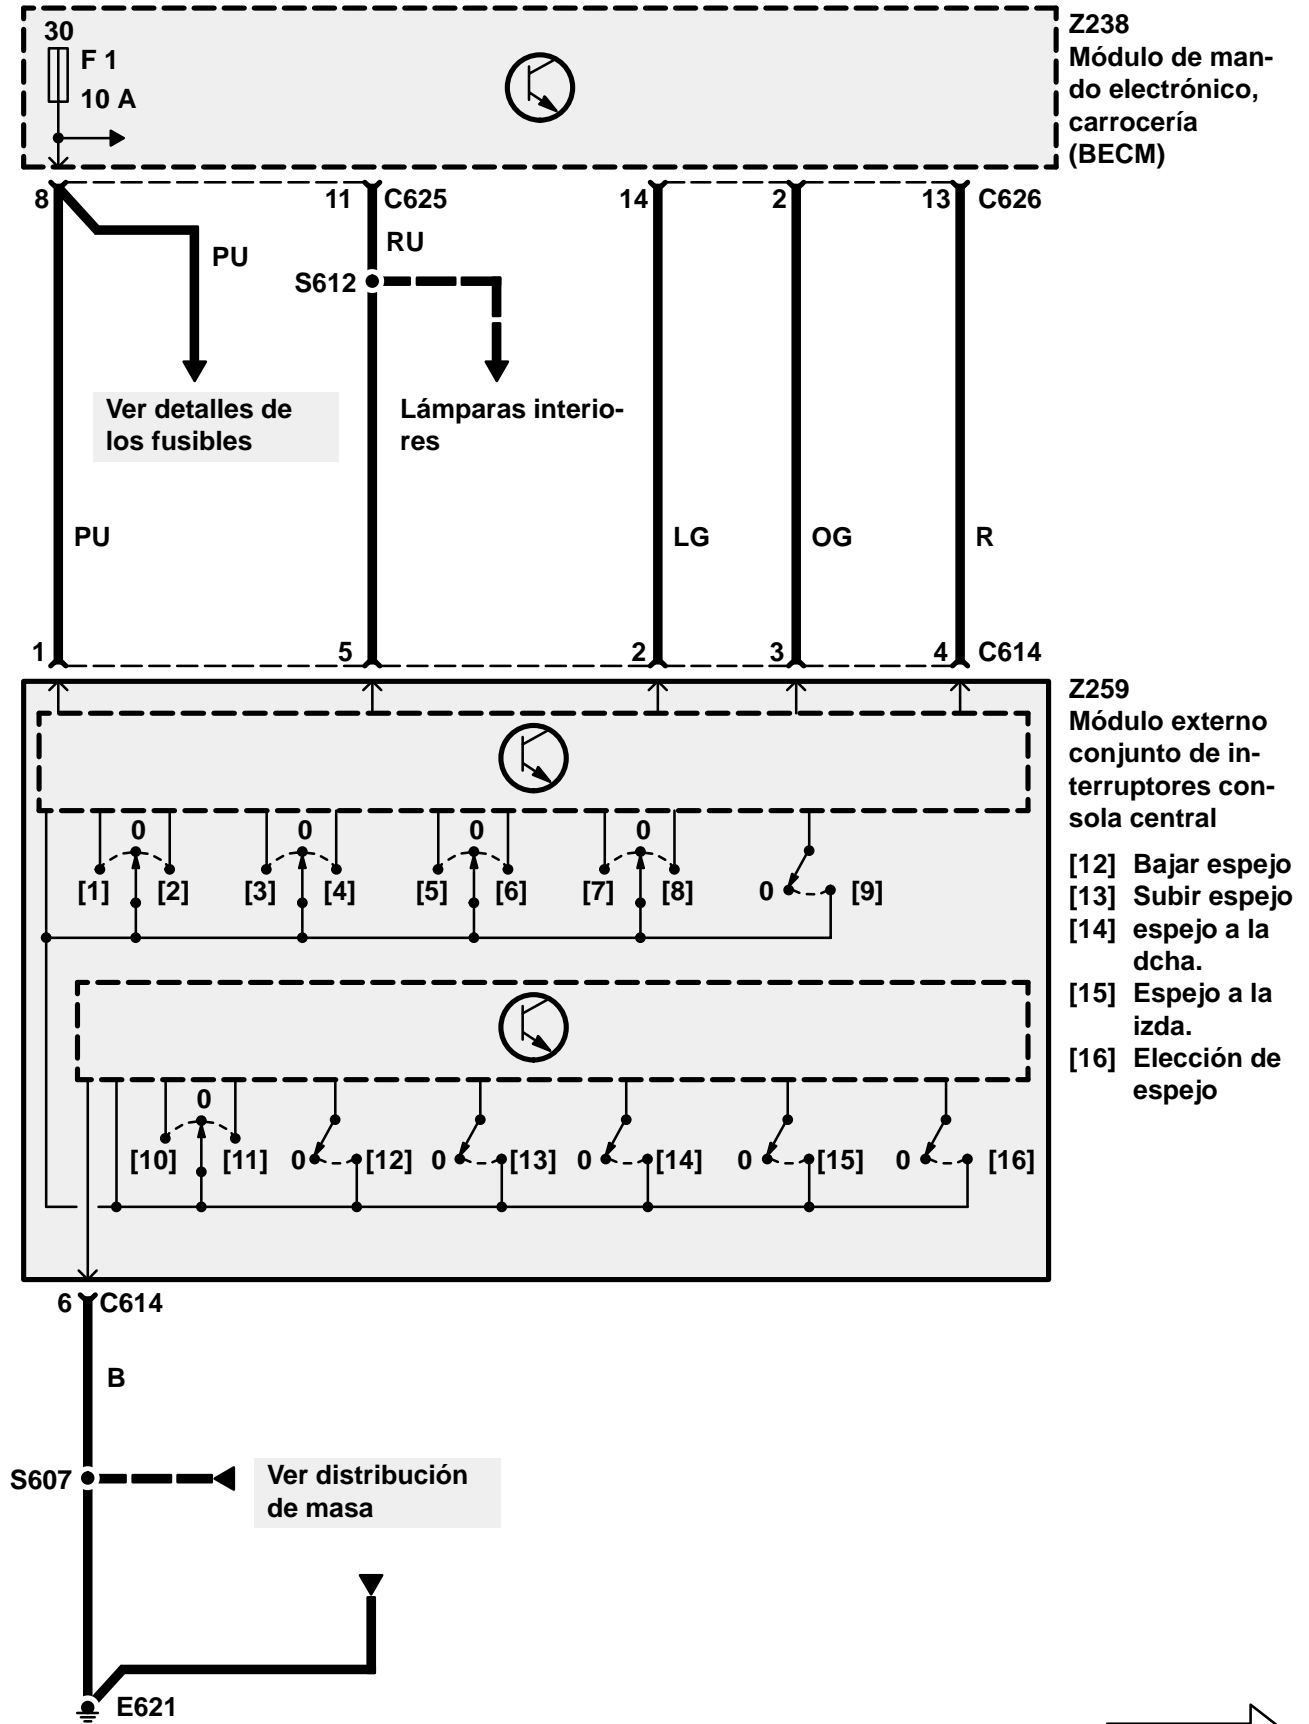 30
F 1
10 A
Z238
Módulo de man-
do electrónico,
carrocería
(BECM)
8
11
C625
14
2
13
C626
PU
RU
S612
Ver detalles de
los fusibles
Lámparas interio-
res
PU
LG
OG
R
1
5
2
3
4
C614
Z259
Módulo externo
conjunto de in-
terruptores con-
sola central
[12] Bajar espejo
[13] Subir espejo
[14] espejo a la
dcha.
[15] Espejo a la
izda.
[16] Elección de
espejo
0
0
0
0
[1]
[2]
[3]
[4]
[5]
[6]
[7]
[8]
0
[9]
0
[10]
[11]
0
[12]
0
[13]
0
[14]
0
[15]
0
[16]
6
C614
B
S607
Ver distribución
de masa
E621